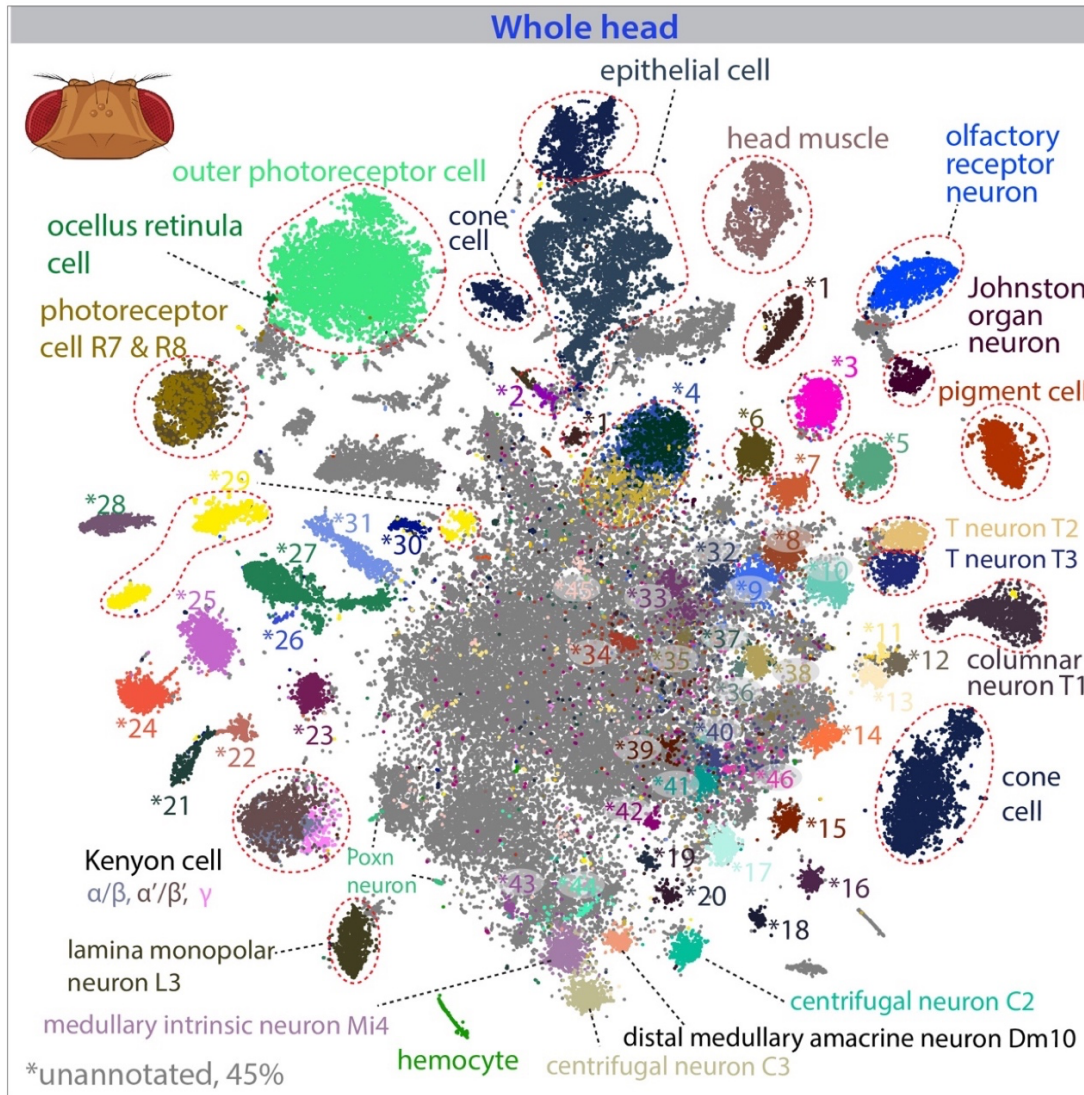 Whole head
epithelial cell
head muscle
olfactory
receptor
neuron
outer photoreceptor cell
cone
cell
ocellus retinula
cell
photoreceptor
cell R7 & R8
*1
Johnston
organ
neuron
*3
pigment cell
*2
*1
*4
*6
*5
*7
*28
*29
*31
*30
T neuron T2
T neuron T3
*8
*32
*10
*9
*27
*33
*25
*26
*37
*11
*12
*34
*35
*38
columnar
neuron T1
*13
*36
*24
*23
*22
*40
*14
*39
*21
*41
*46
cone
cell
*42
*15
Kenyon cell
α/β, α’/β’, γ
Poxn
neuron
*19
*17
*43
*44
*20
*16
*18
lamina monopolar
neuron L3
centrifugal neuron C2
medullary intrinsic neuron Mi4
distal medullary amacrine neuron Dm10
hemocyte
centrifugal neuron C3
*unannotated, 45%